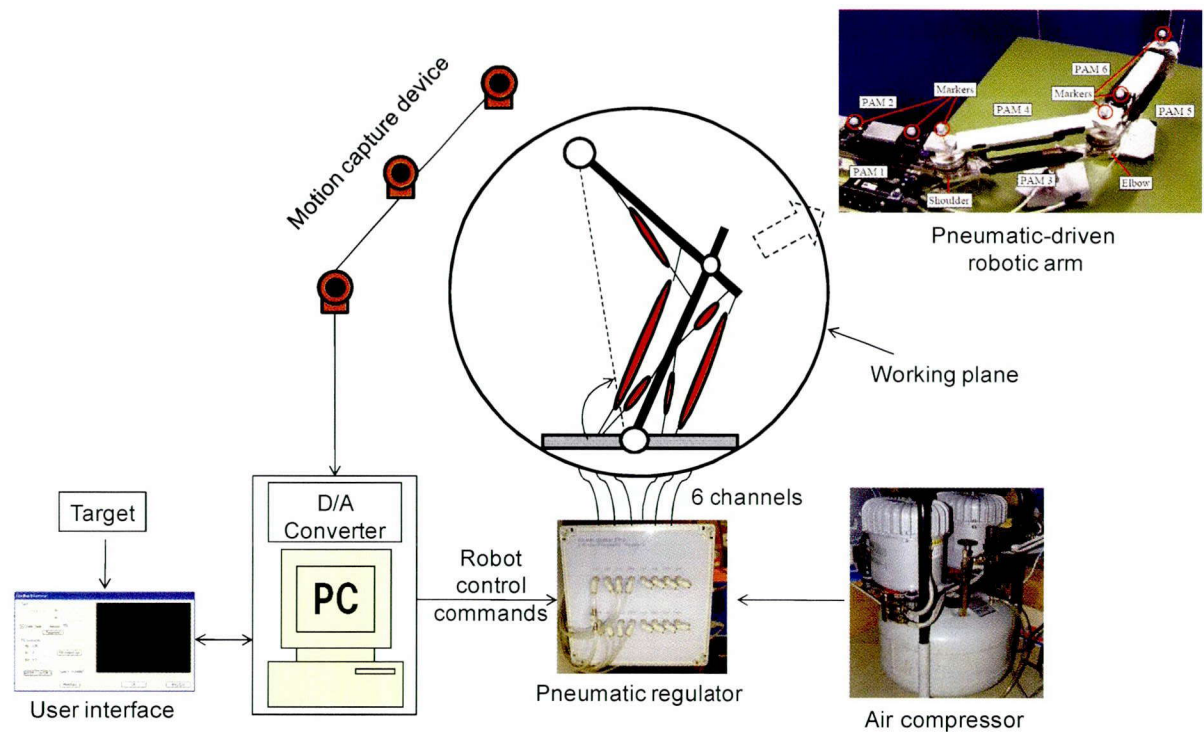 Motion capture device
PAM 6
PAM 2
Markers
PAM 4
Markers
PAM 5
PAM 1
PAM 3
Shoulder
Elbow
Pneumatic-driven
robotic arm
Working plane
6 channels
Target
D/A
Converter
PC
Robot
control
commands
User interface
Pneumatic regulator
Air compressor